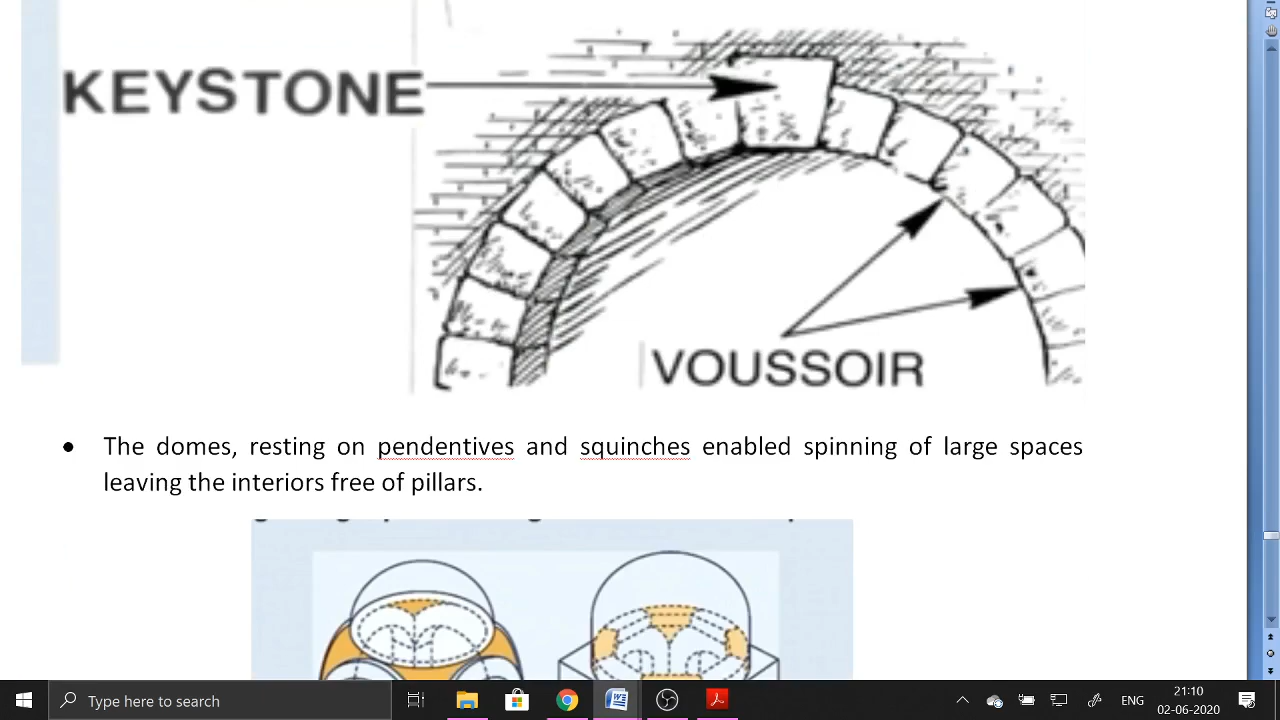 KEYSTONE
VOUSSOIR
• The domes, resting on pendentives and squinches enabled spinning of large spaces
leaving the interiors free of pillars.
Type here to search
ENG
21:10
02-06-2020